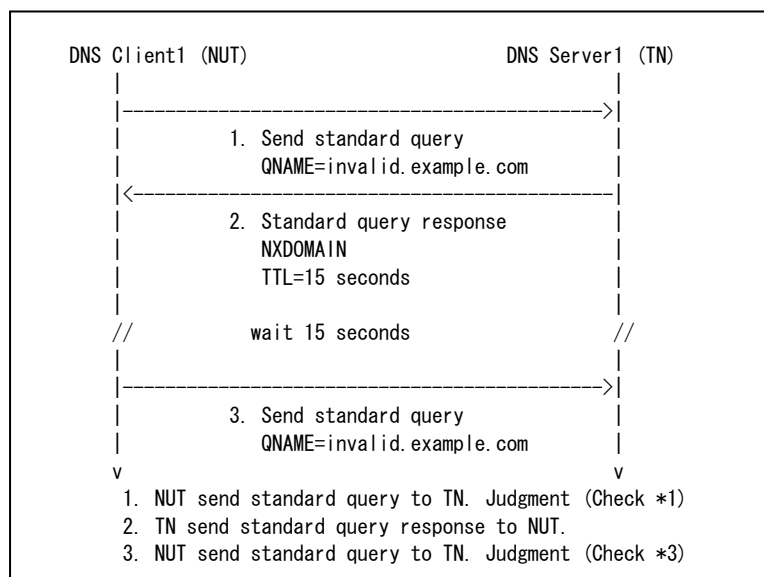 DNS Client1 (NUT) DNS Server1 (TN)
| |
|--------------------------------------------->|
| 1. Send standard query |
| QNAME=invalid.example.com |
|<---------------------------------------------|
| 2. Standard query response |
| NXDOMAIN |
| TTL=15 seconds |
| |
// wait 15 seconds //
| |
|--------------------------------------------->|
| 3. Send standard query |
| QNAME=invalid.example.com |
v v
1. NUT send standard query to TN. Judgment (Check *1)
2. TN send standard query response to NUT.
3. NUT send standard query to TN. Judgment (Check *3)